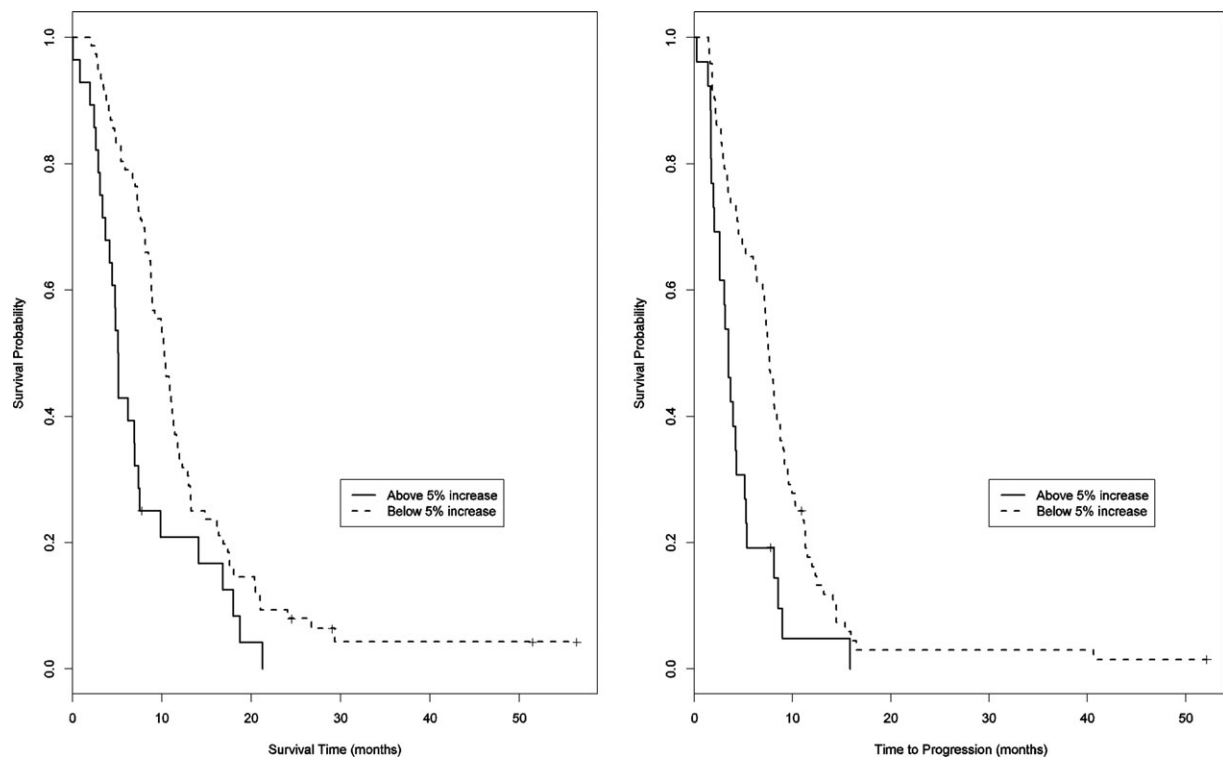 Survival Probability
1.0
0.8
0.6
0.4
0.2
0.0
Above 5% increase
Below 5% increase
0 10 20 30 40 50
Survival Time (months)
Survival Probability
1.0
0.8
0.6
0.4
0.2
0.0
Above 5% increase
Below 5% increase
0 10 20 30 40 50
Time to Progression (months)